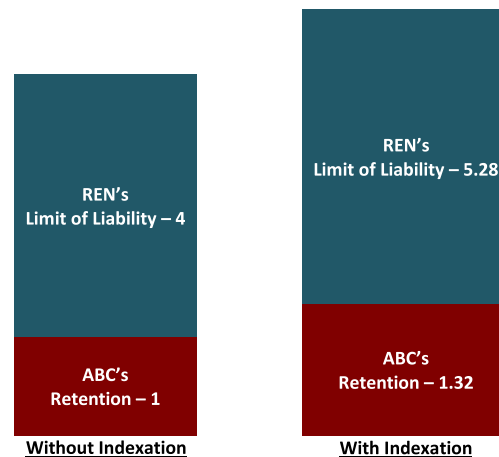 REN's
Limit of Liability – 4
ABC's
Retention – 1
Without Indexation
REN's
Limit of Liability – 5.28
ABC's
Retention – 1.32
With Indexation